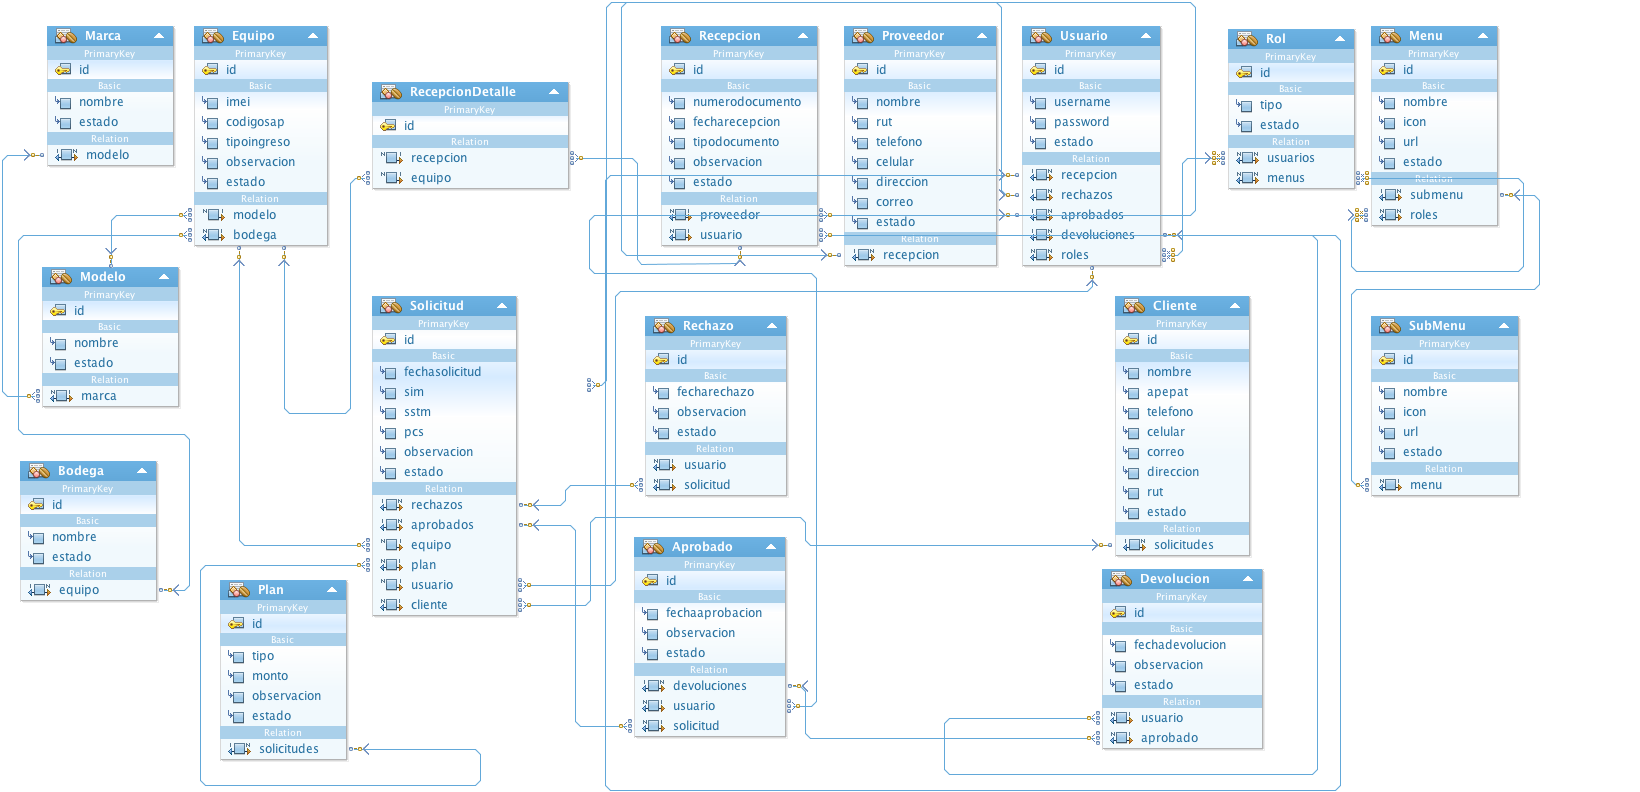 Marca
PrimaryKey
id
Basic
nombre
estado
Relation
modelo
Equipo
PrimaryKey
id
Basic
imei
codigosap
tipoingreso
observacion
estado
Relation
modelo
bodega
RecepcionDetalle
PrimaryKey
id
Relation
recepcion
equipo
Recepcion
PrimaryKey
id
Basic
numerodocumento
fecharecepcion
tipodocumento
observacion
estado
Relation
proveedor
usuario
Proveedor
PrimaryKey
id
Basic
nombre
rut
telefono
celular
direccion
correo
estado
Relation
recepcion
Usuario
PrimaryKey
id
Basic
username
password
estado
Relation
recepcion
rechazos
aprobados
devoluciones
roles
Rol
PrimaryKey
id
Basic
tipo
estado
Relation
usuarios
menus
Menu
PrimaryKey
id
Basic
nombre
icon
url
estado
Relation
submenu
roles
Modelo
PrimaryKey
id
Basic
nombre
estado
Relation
marca
Solicitud
PrimaryKey
id
Basic
fechasolicitud
sim
sstm
pcs
observacion
estado
Relation
rechazos
aprobados
equipo
plan
usuario
cliente
Rechazo
PrimaryKey
id
Basic
fecharechazo
observacion
estado
Relation
usuario
solicitud
Cliente
PrimaryKey
id
Basic
nombre
apepat
telefono
celular
correo
direccion
rut
estado
Relation
solicitudes
SubMenu
PrimaryKey
id
Basic
nombre
icon
url
estado
Relation
menu
Bodega
PrimaryKey
id
Basic
nombre
estado
Relation
equipo
Plan
PrimaryKey
id
Basic
tipo
monto
observacion
estado
Relation
solicitudes
Aprobado
PrimaryKey
id
Basic
fechaaprobacion
observacion
estado
Relation
devoluciones
usuario
solicitud
Devolucion
PrimaryKey
id
Basic
fechadevolucion
observacion
estado
Relation
usuario
aprobado